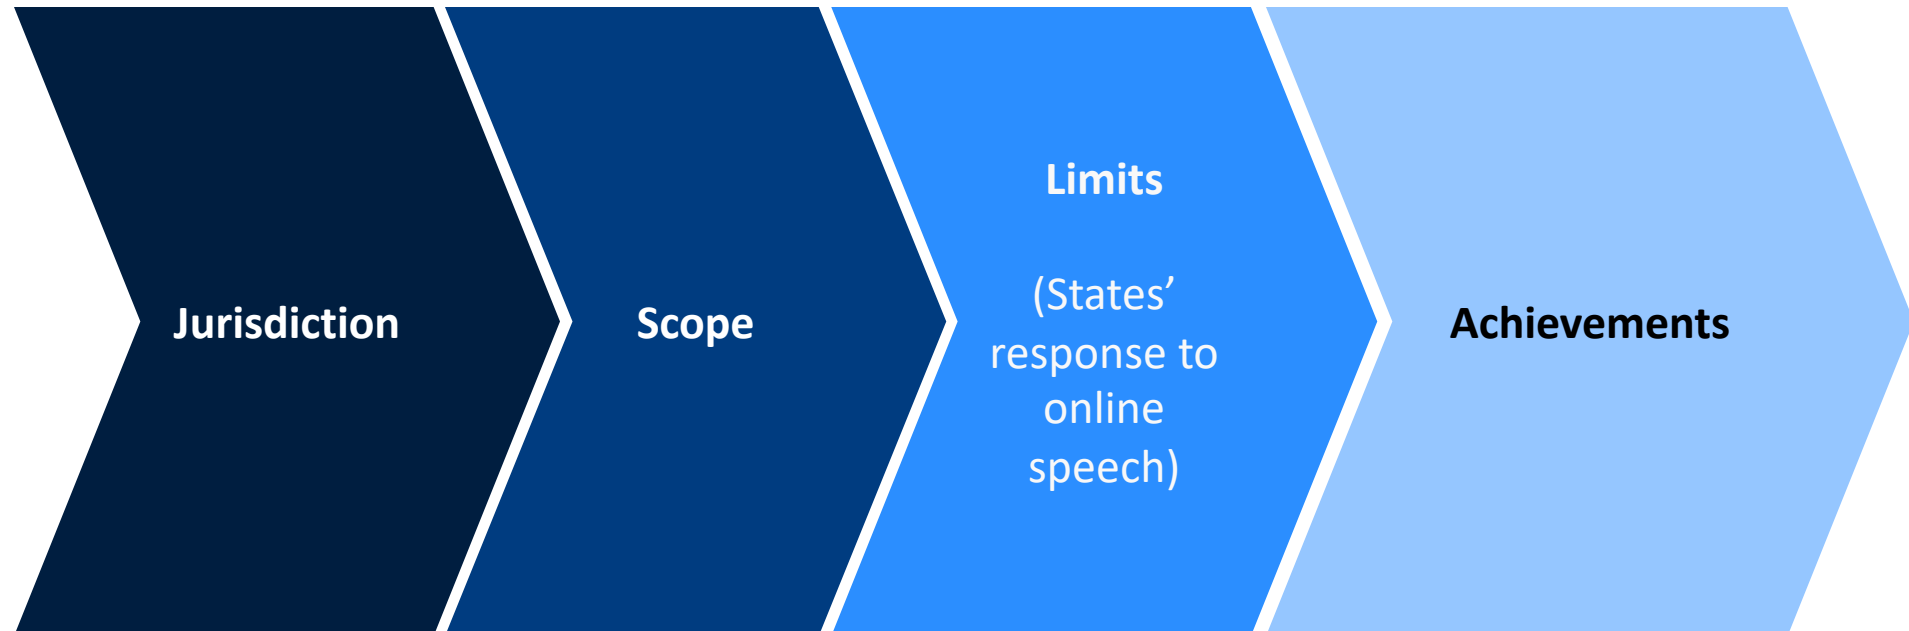 Jurisdiction
Scope
Limits
(States’
response to
online
speech)
Achievements